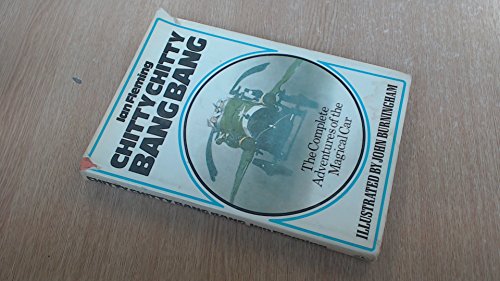 Ian Fleming
CHITTY CHITTY
BANG BANG
The Complete
Adventures of the
Magical Car
ILLUSTRATED BY JOHN BURNINGHAM